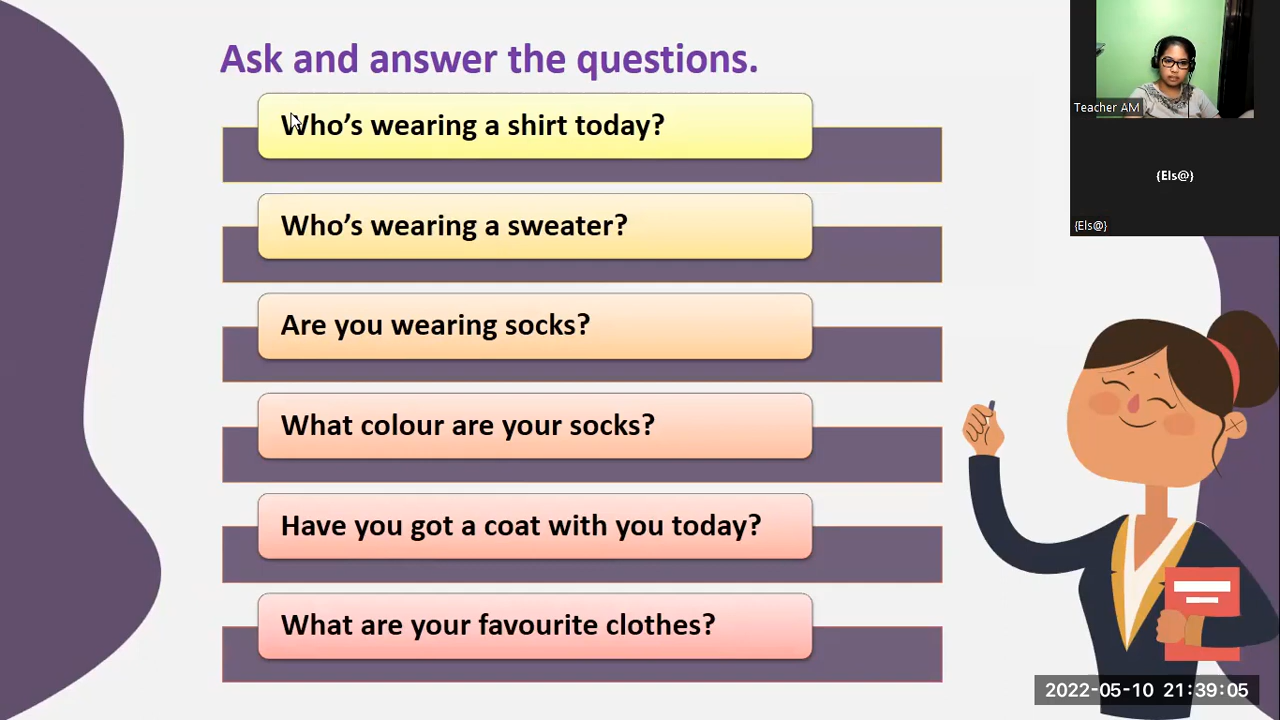 Ask and answer the questions.
Who's wearing a shirt today?
Who's wearing a sweater?
Are you wearing socks?
What colour are your socks?
Have you got a coat with you today?
What are your favourite clothes?
Teacher AM
{Els@}
{Els@}
2022-05-10 21:39:05